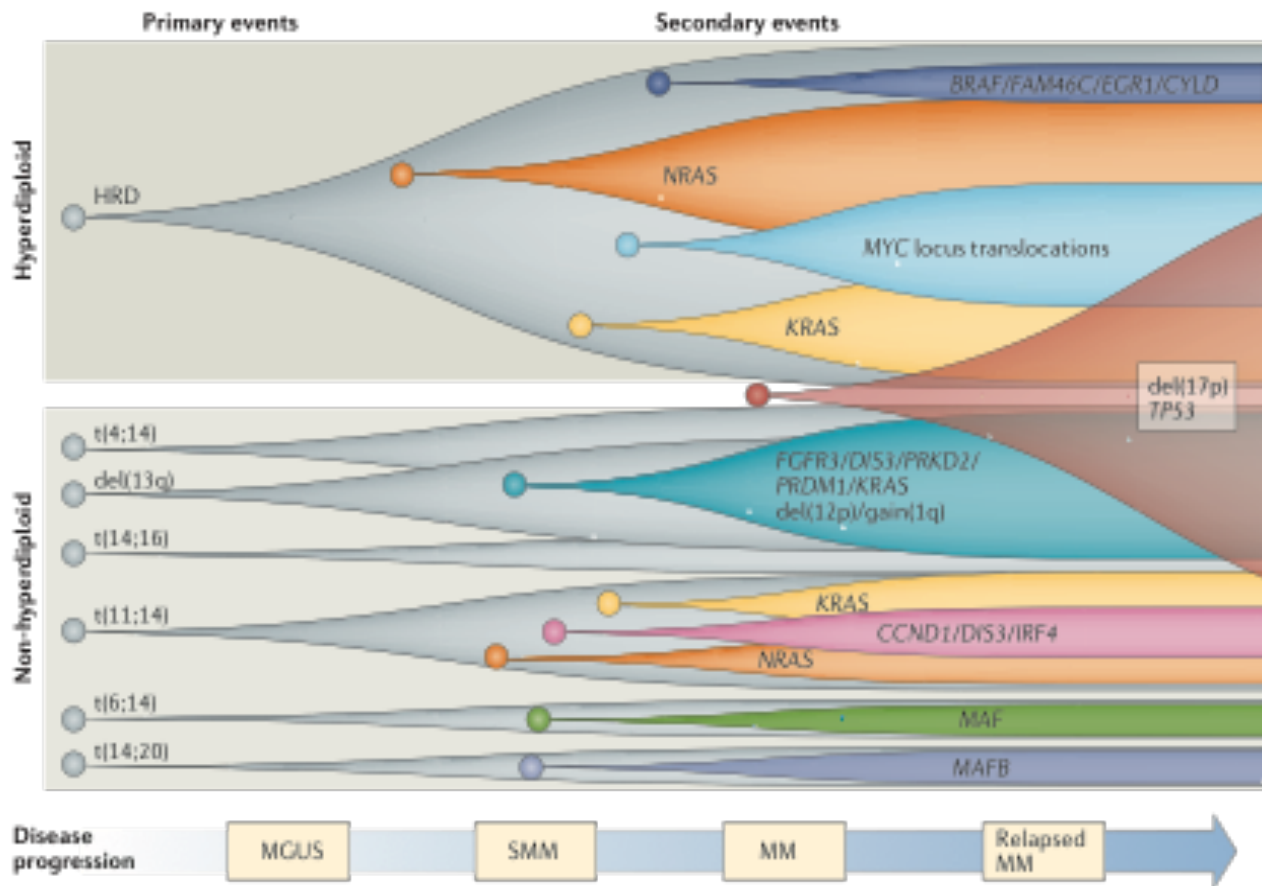 Primary events
Secondary events
Hyperdiploid
HRD
BRAF/FAM46C/EGR1/CYLD
NRAS
MYC locus translocations
KRAS
del(17p)
TP53
Non-hyperdiploid
t(4;14)
del(13q)
t(14;16)
t(11;14)
t(6;14)
t(14;20)
FGFR3/DIS3/PRKD2/
PRDM1/KRAS
del(12p)/gain(1q)
KRAS
CCND1/DIS3/IRF4
NRAS
MAF
MAFB
Disease
progression
MGUS
SMM
MM
Relapsed
MM